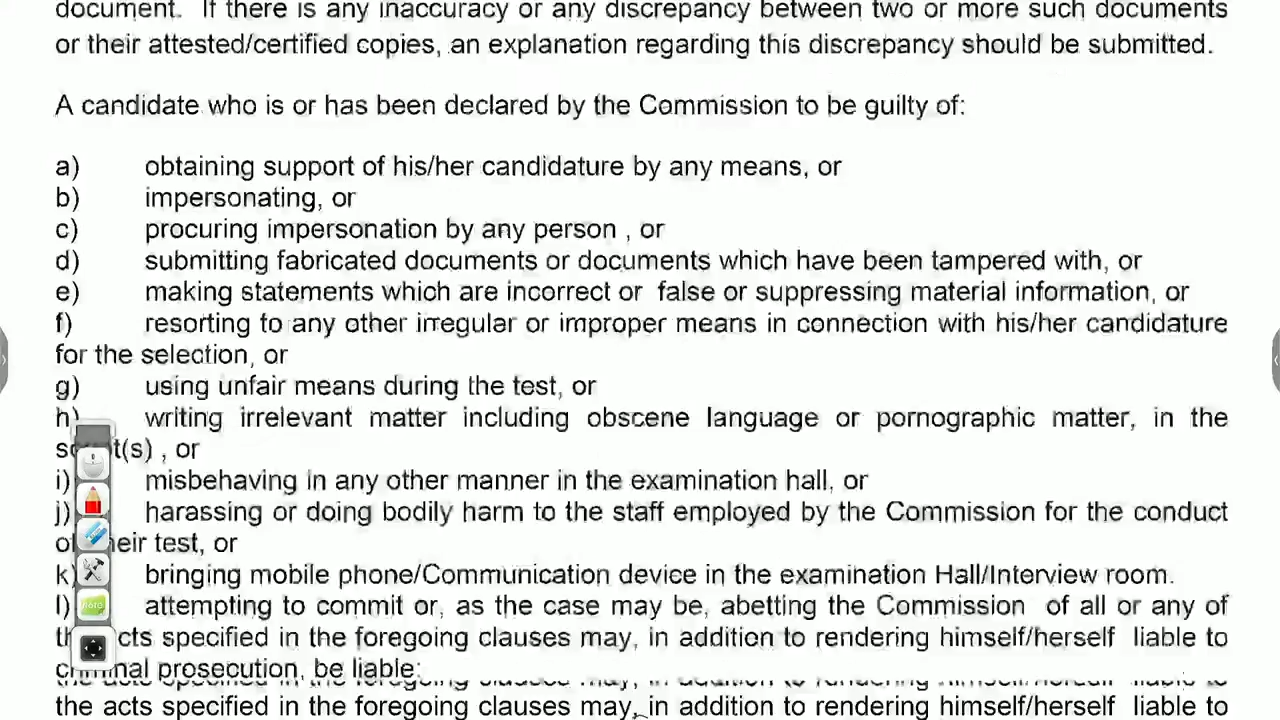 document. If there is any inaccuracy or any discrepancy between two or more such documents
or their attested/certified copies, an explanation regarding this discrepancy should be submitted.
A candidate who is or has been declared by the Commission to be guilty of:
a) obtaining support of his/her candidature by any means, or
b) impersonating, or
c) procuring impersonation by any person , or
d) submitting fabricated documents or documents which have been tampered with, or
e) making statements which are incorrect or false or suppressing material information, or
f) resorting to any other irregular or improper means in connection with his/her candidature
for the selection, or
g) using unfair means during the test, or
h) writing irrelevant matter including obscene language or pornographic matter, in the
, or
i) misbehaving in any other manner in the examination hall, or
j) harassing or doing bodily harm to the staff employed by the Commission for the conduct
test, or
k) bringing mobile phone/Communication device in the examination Hall/Interview room.
l) attempting to commit or, as the case may be, abetting the Commission of all or any of
specified in the foregoing clauses may, in addition to rendering himself/herself liable to
prosecution, be liable:
the acts specified in the foregoing clauses may, in addition to rendering himself/herself liable to